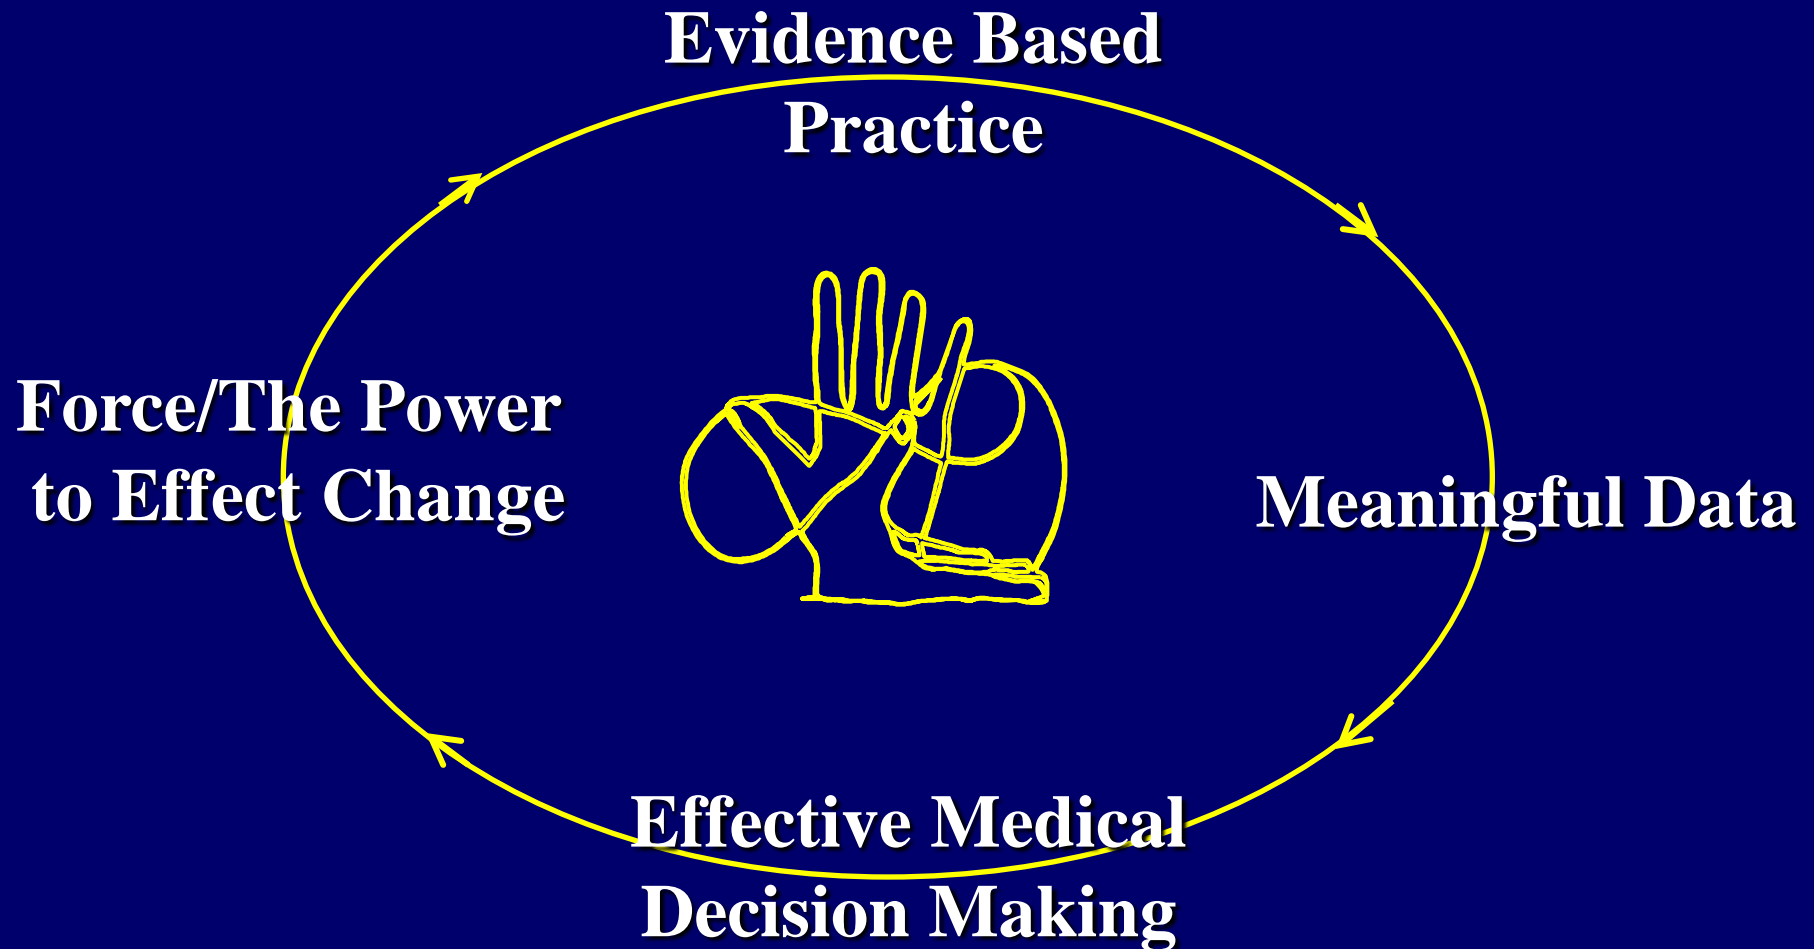 Evidence Based
Practice
Force/The Power
to Effect Change
Meaningful Data
Effective Medical
Decision Making